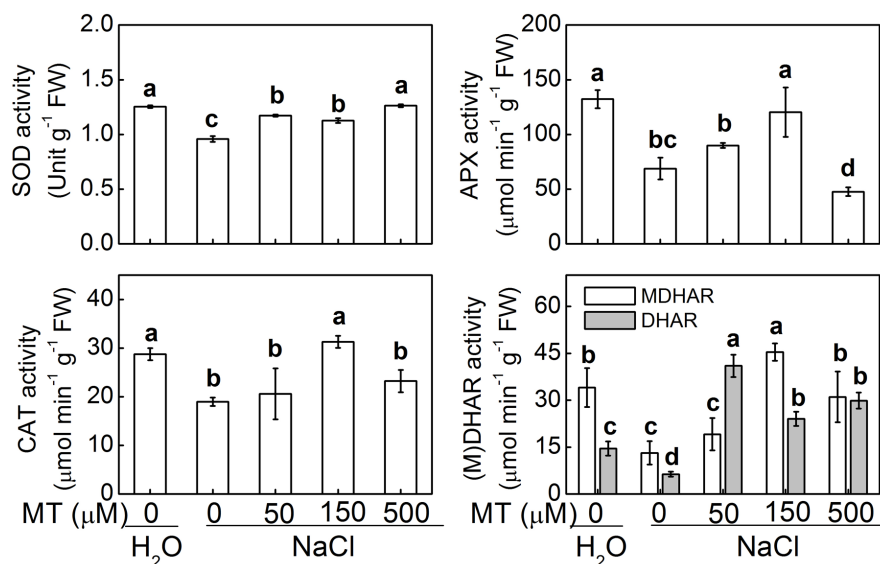 SOD activity
(Unit g⁻¹ FW)
2.0
1.5
1.0
0.5
0.0
a
c
b
b
a
APX activity
(μmol min⁻¹ g⁻¹ FW)
200
150
100
50
0
a
bc
b
a
d
CAT activity
(μmol min⁻¹ g⁻¹ FW)
40
30
20
10
0
a
b
b
a
b
MT (μM) 0 0 50 150 500
H₂O NaCl
(M)DHAR activity
(μmol min⁻¹ g⁻¹ FW)
60
45
30
15
0
MDHAR
DHAR
b
c
c
d
c
a
a
b
b
b
MT (μM) 0 0 50 150 500
H₂O NaCl